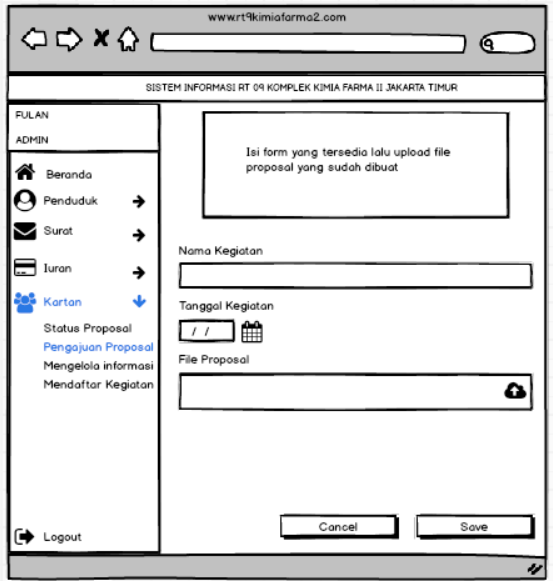 www.rt9kimiafarma2.com
SISTEM INFORMASI RT 09 KOMPLEK KIMIA FARMA II JAKARTA TIMUR
FULAN
ADMIN
Beranda
Penduduk
Surat
Iuran
Kartan
Status Proposal
Pengajuan Proposal
Mengelola informasi
Mendaftar Kegiatan
Logout
Isi form yang tersedia lalu upload file
proposal yang sudah dibuat
Nama Kegiatan
Tanggal Kegiatan
/ /
File Proposal
Cancel
Save